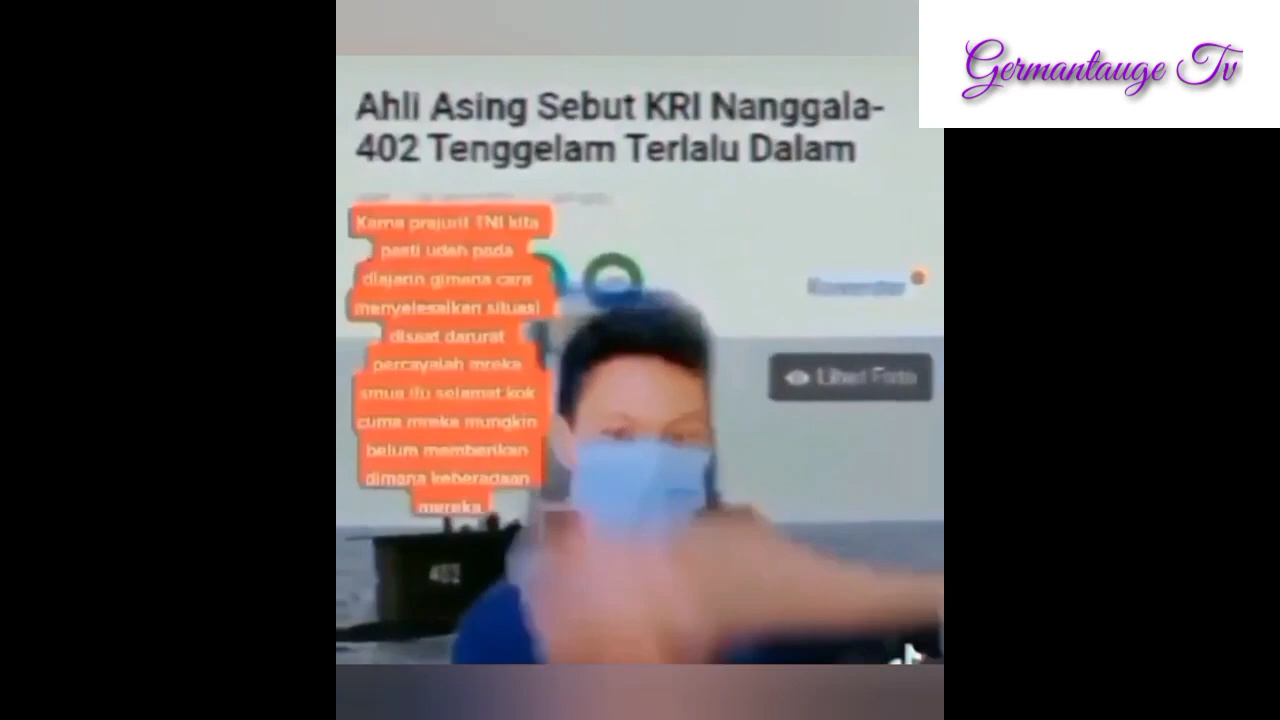 Germantauge Tv
Ahli Asing Sebut KRI Nanggala-
402 Tenggelam Terlalu Dalam
Karna prajurit TNI kita
pasti udah pada
diajarin gimana cara
menyelesaikan situasi
disaat darurat
percayalah mreka
smua itu selamat kok
cuma mreka mungkin
belum memberikan
dimana keberadaan
mereka
Lihat Foto
402